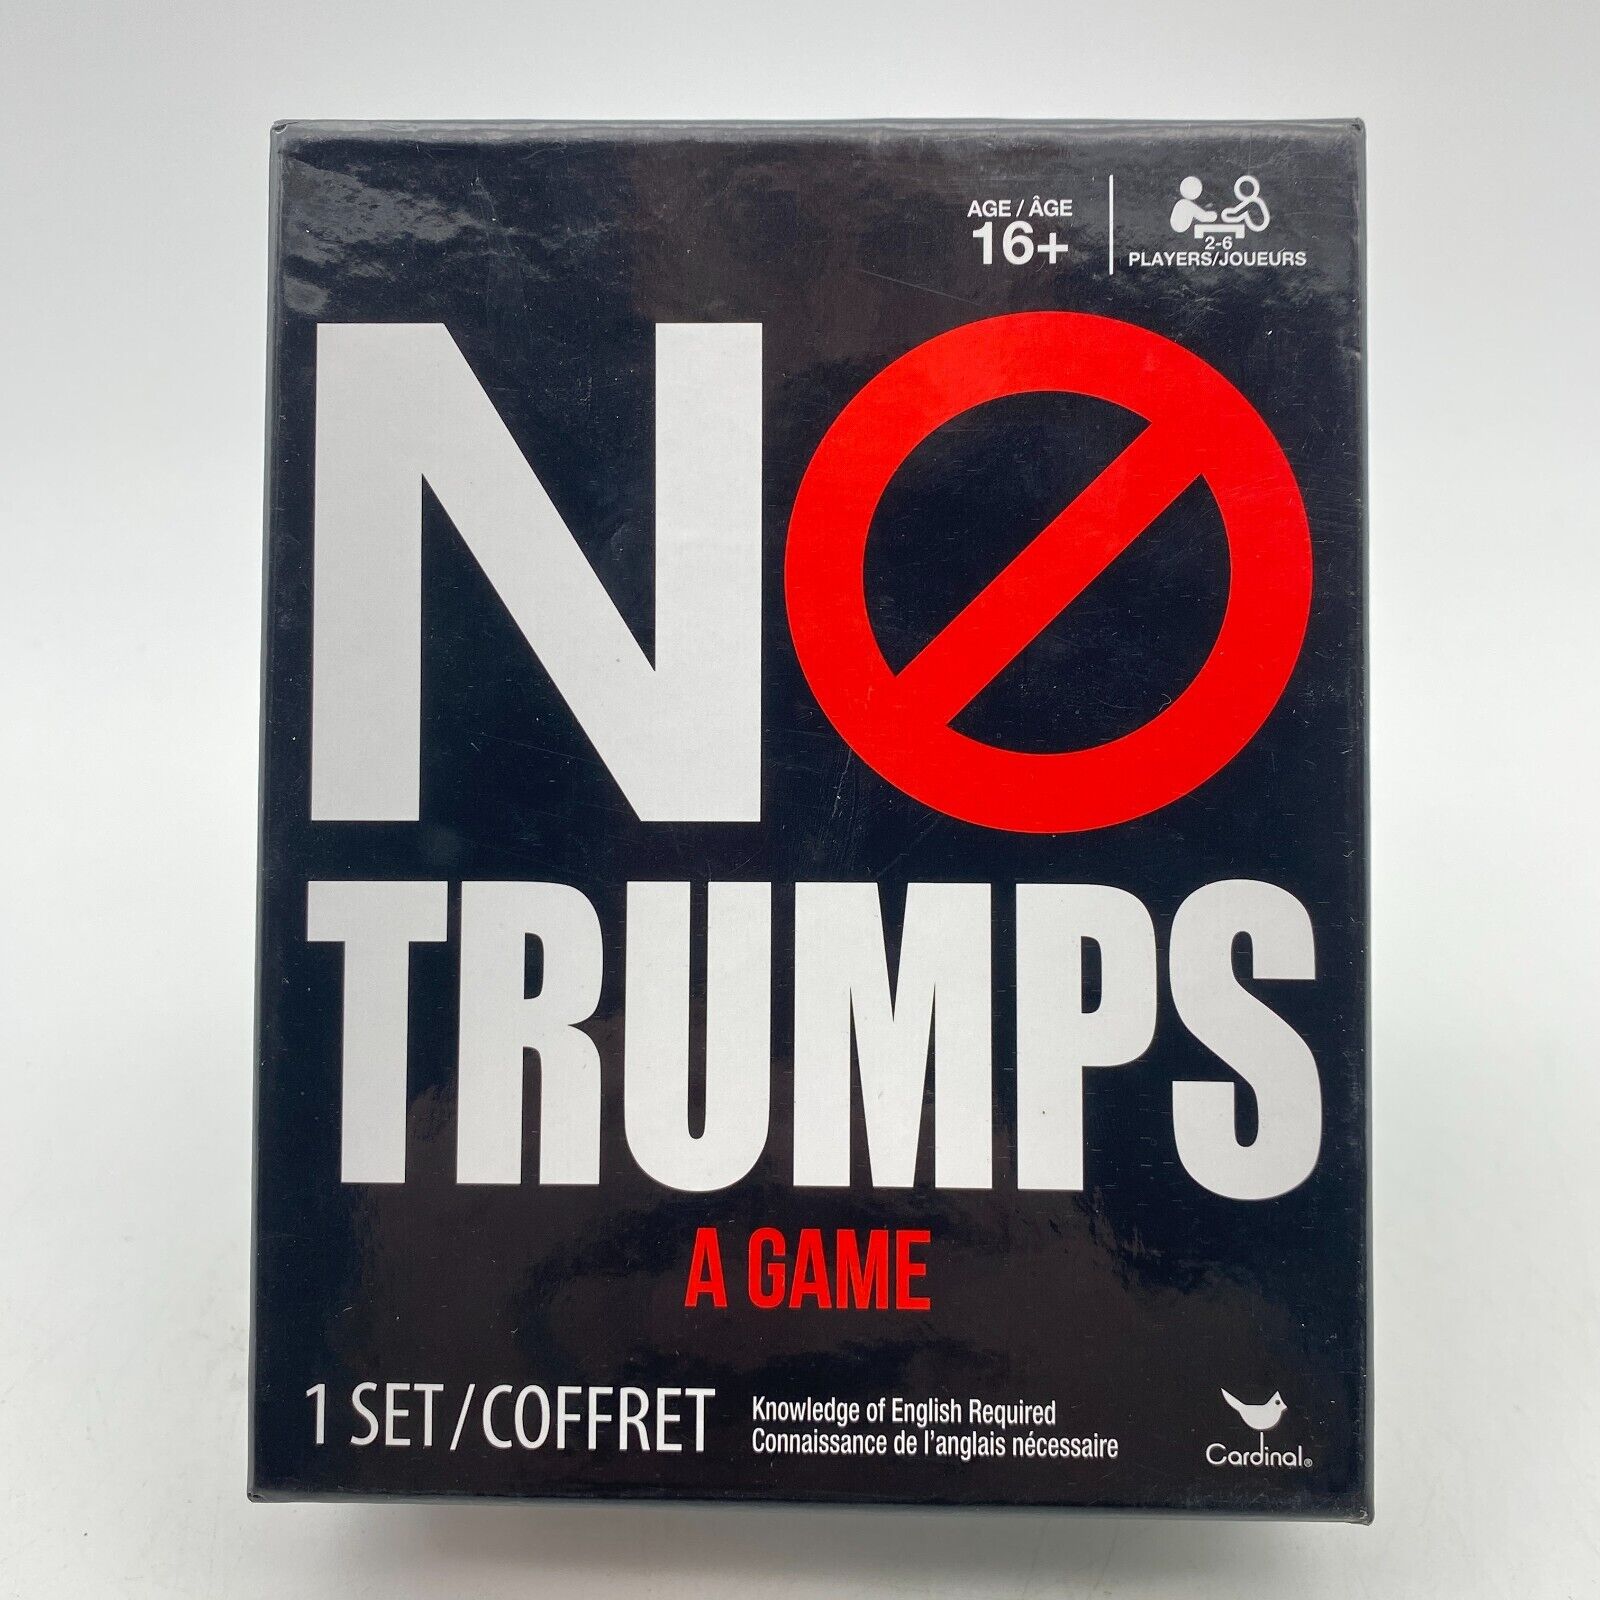 AGE / ÂGE
16+
2-6
PLAYERS/JOUEURS
NO
TRUMPS
A GAME
1 SET / COFFRET
Knowledge of English Required
Connaissance de l'anglais nécessaire
Cardinal®